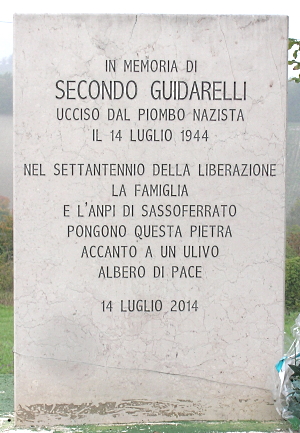 IN MEMORIA DI
SECONDO GUIDARELLI
UCCISO DAL PIOMBO NAZISTA
IL 14 LUGLIO 1944
NEL SETTANTENNIO DELLA LIBERAZIONE
LA FAMIGLIA
E L'ANPI DI SASSOFERRATO
PONGONO QUESTA PIETRA
ACCANTO A UN ULIVO
ALBERO DI PACE
14 LUGLIO 2014